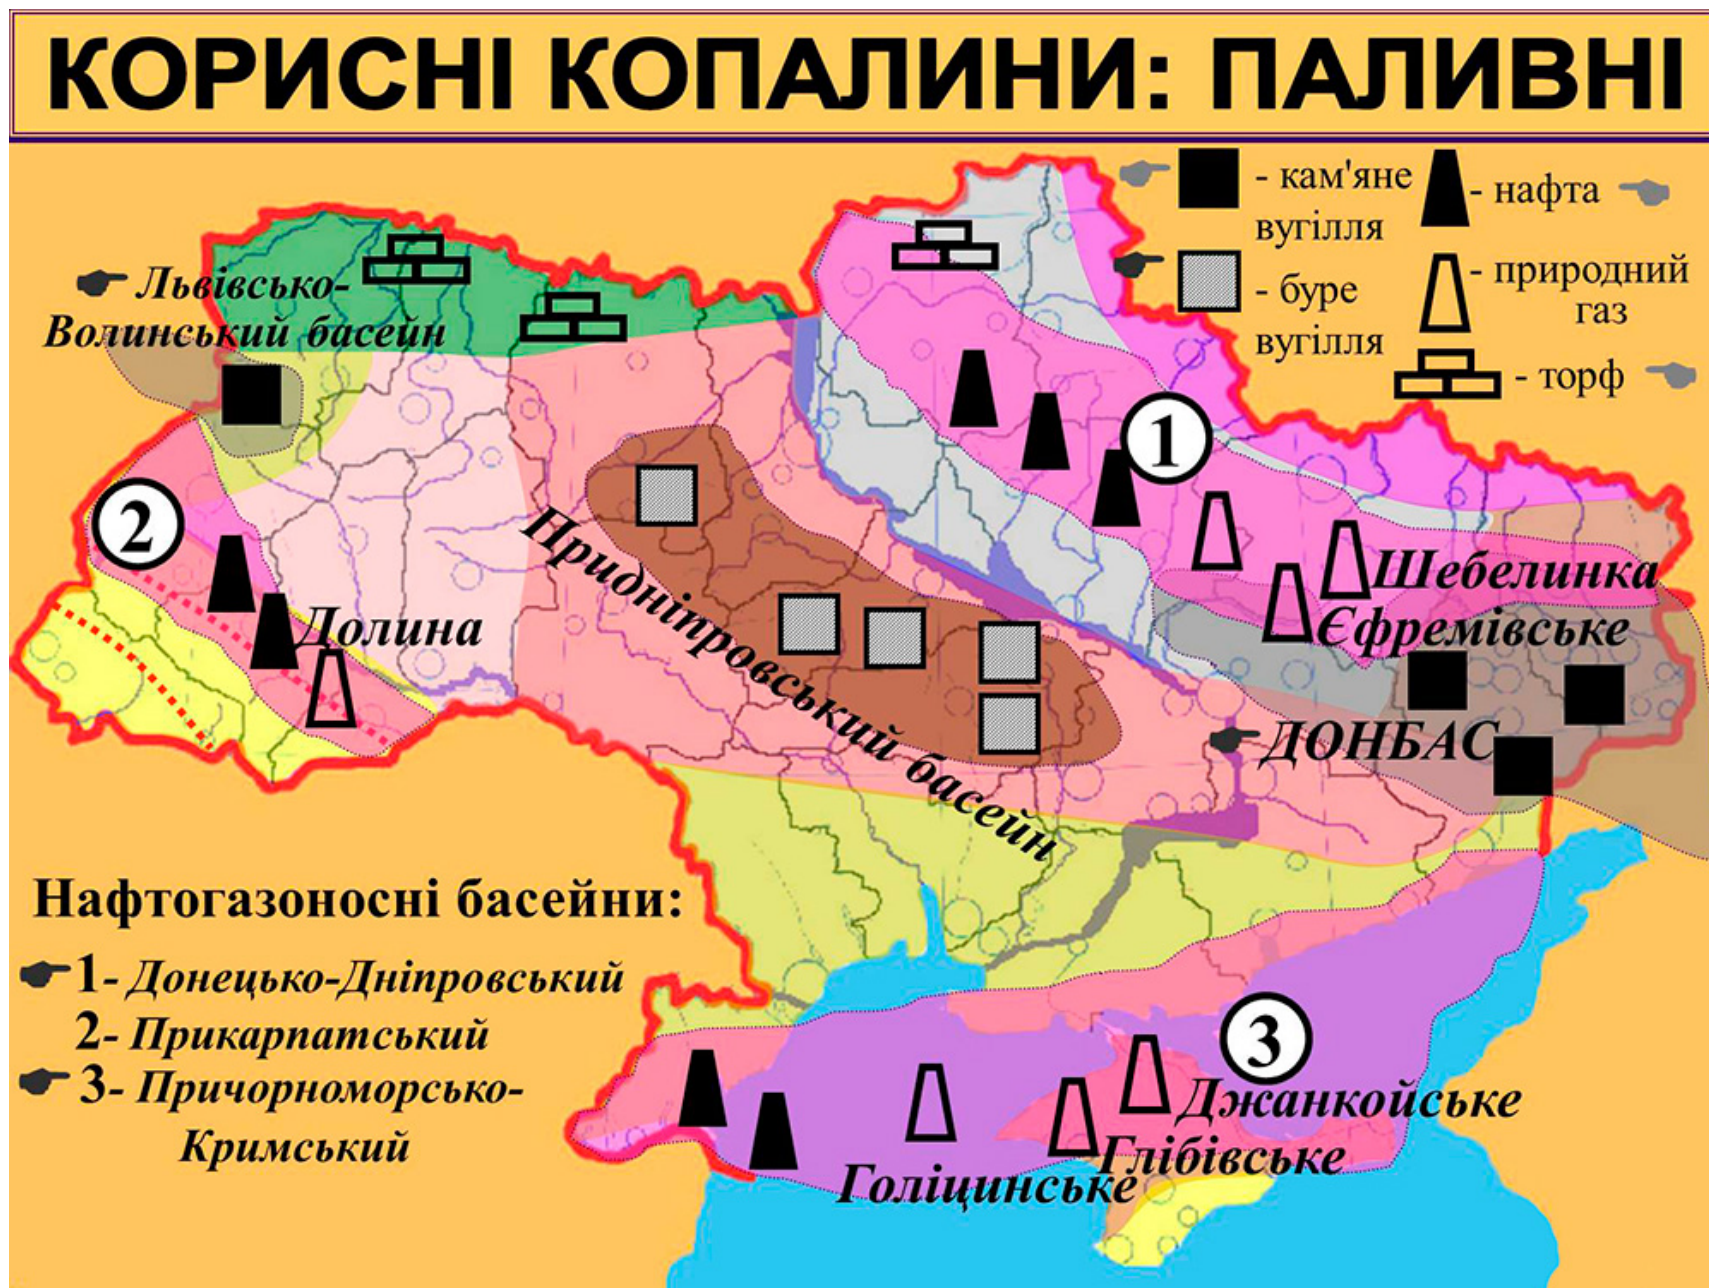 КОРИСНІ КОПАЛИНИ: ПАЛИВНІ
- кам'яне
вугілля
- нафта
- буре
вугілля
- природний
газ
- торф
Львівсько-
Волинський басейн
1
2
Долина
Придніпровський басейн
Шебелинка
Єфремівське
ДОНБАС
Нафтогазоносні басейни:
1- Донецько-Дніпровський
2- Прикарпатський
3- Причорноморсько-
Кримський
3
Джанкойське
Глібівське
Голіцинське